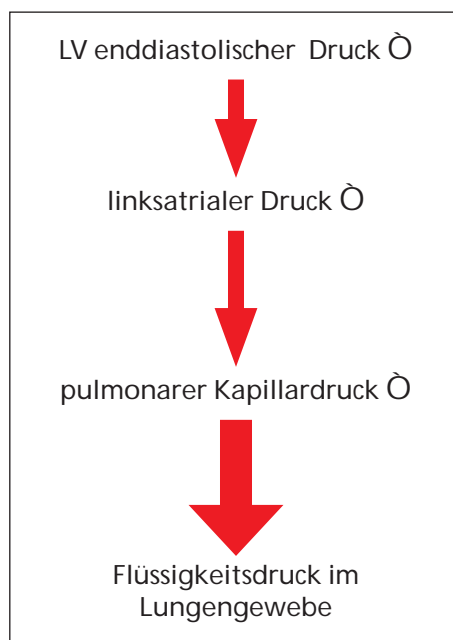 LV enddiastolischer Druck Ò
linksatrialer Druck Ò
pulmonarer Kapillardruck Ò
Flüssigkeitsdruck im
Lungengewebe